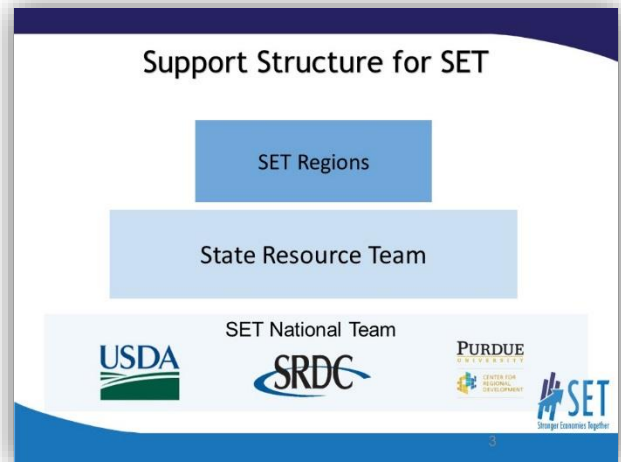 Support Structure for SET
SET Regions
State Resource Team
SET National Team
USDA
SRDC
PURDUE
UNIVERSITY
CENTER FOR
REGIONAL
DEVELOPMENT
SET
Stronger Economies Together
3